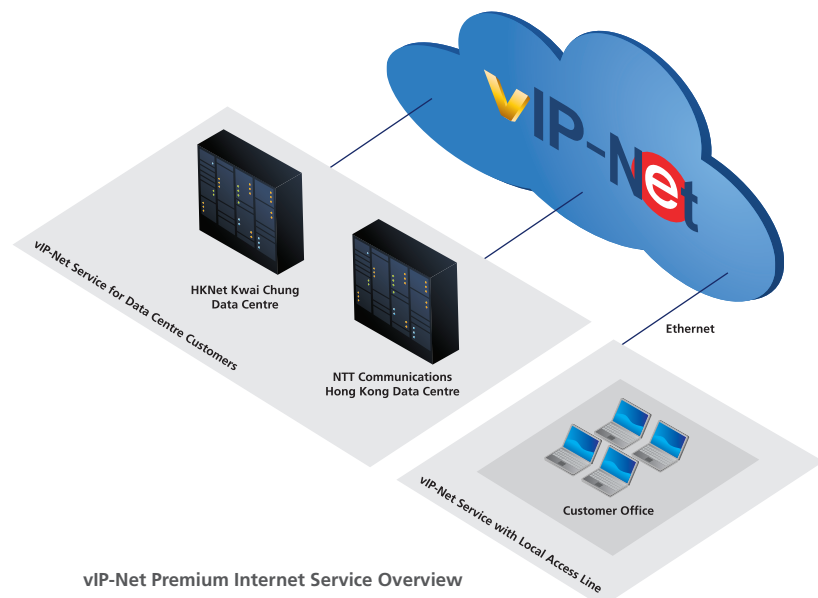 vIP-Net
HKNet Kwai Chung
Data Centre
vIP-Net Service for Data Centre Customers
NTT Communications
Hong Kong Data Centre
Ethernet
Customer Office
vIP-Net Service with Local Access Line
vIP-Net Premium Internet Service Overview